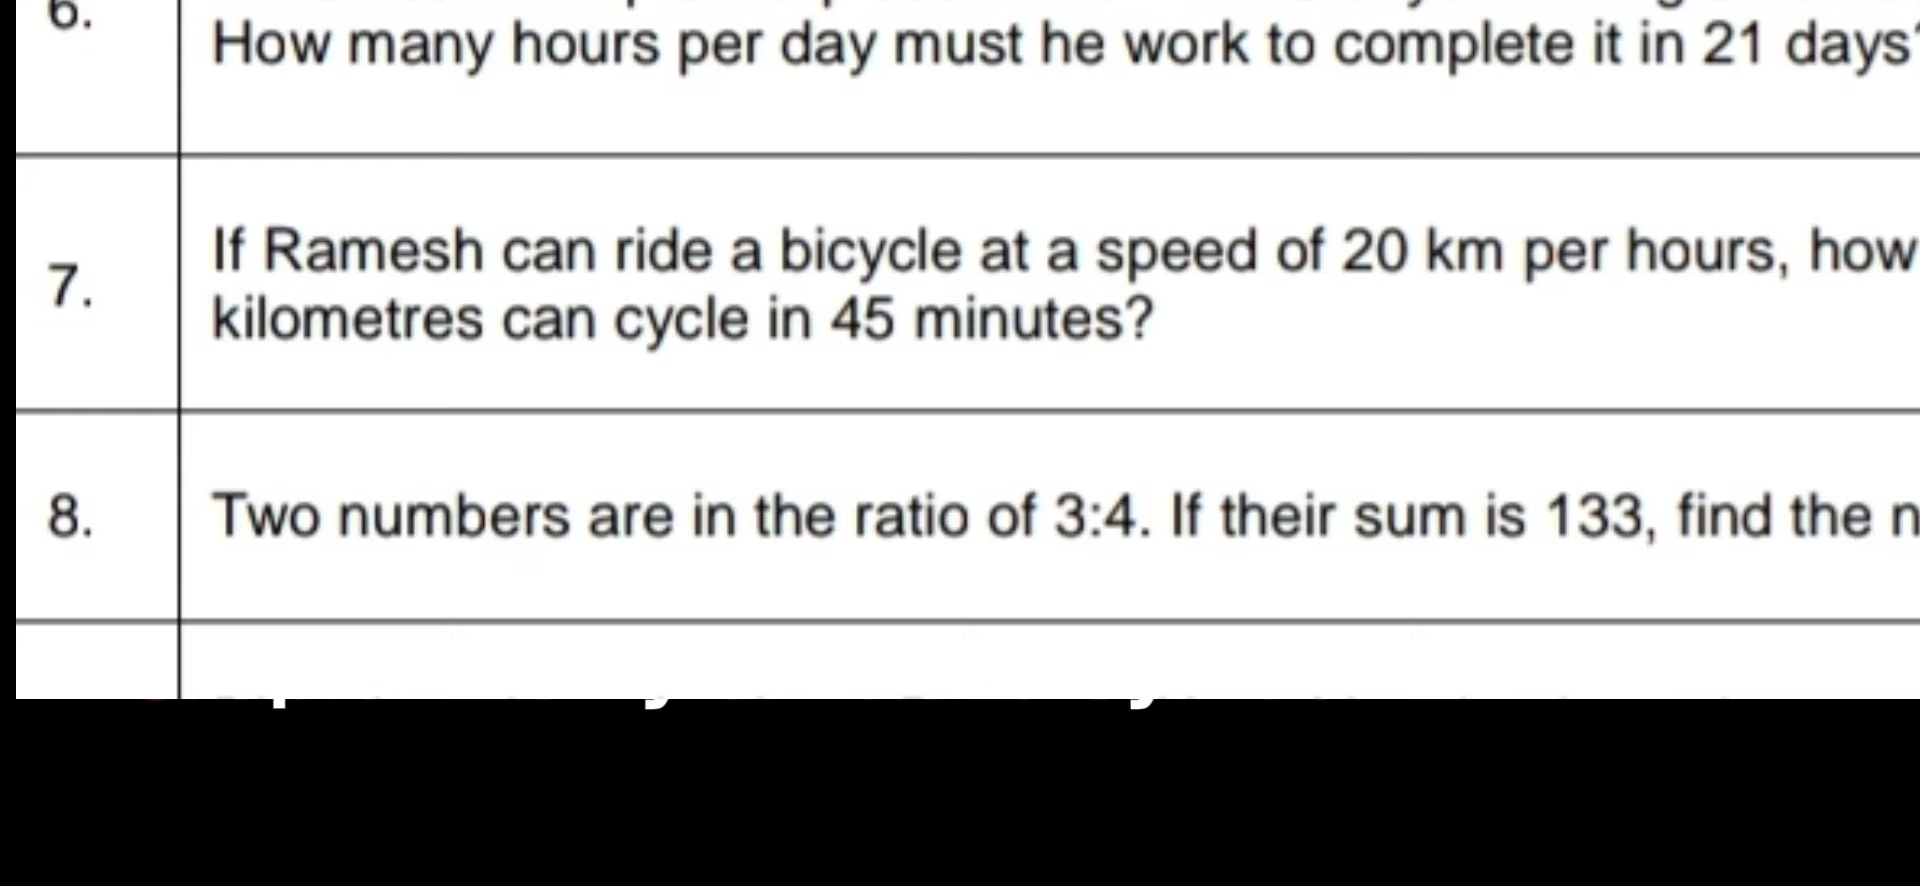 6.
How many hours per day must he work to complete it in 21 days
7.
If Ramesh can ride a bicycle at a speed of 20 km per hours, how
kilometres can cycle in 45 minutes?
8.
Two numbers are in the ratio of 3:4. If their sum is 133, find the n